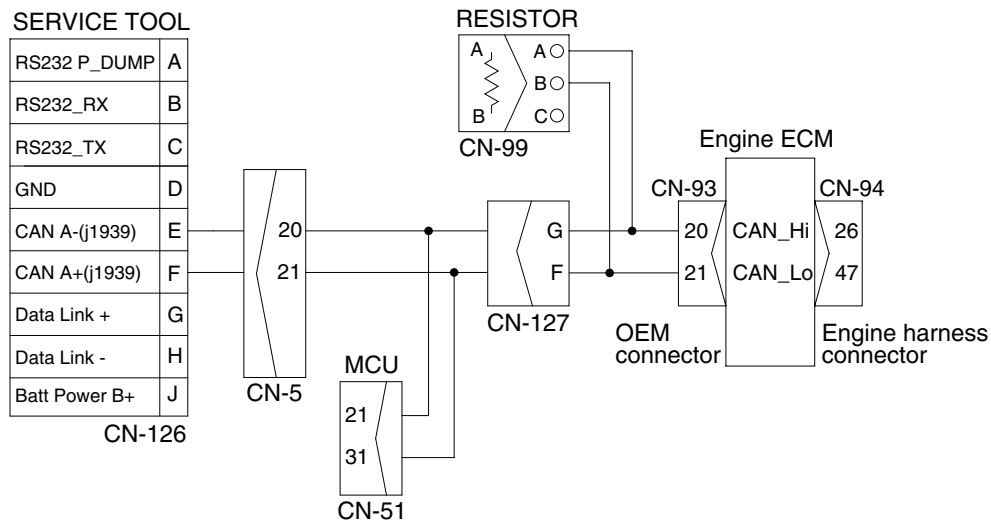 SERVICE TOOL
RS232 P_DUMP A
RS232_RX B
RS232_TX C
GND D
CAN A-(j1939) E
CAN A+(j1939) F
Data Link + G
Data Link - H
Batt Power B+ J
CN-126
20
21
CN-5
MCU
21
31
CN-51
RESISTOR
A A
B
B C
CN-99
G
F
CN-127
Engine ECM
CN-93 CN-94
20 CAN_Hi 26
21 CAN_Lo 47
OEM
connector
Engine harness
connector